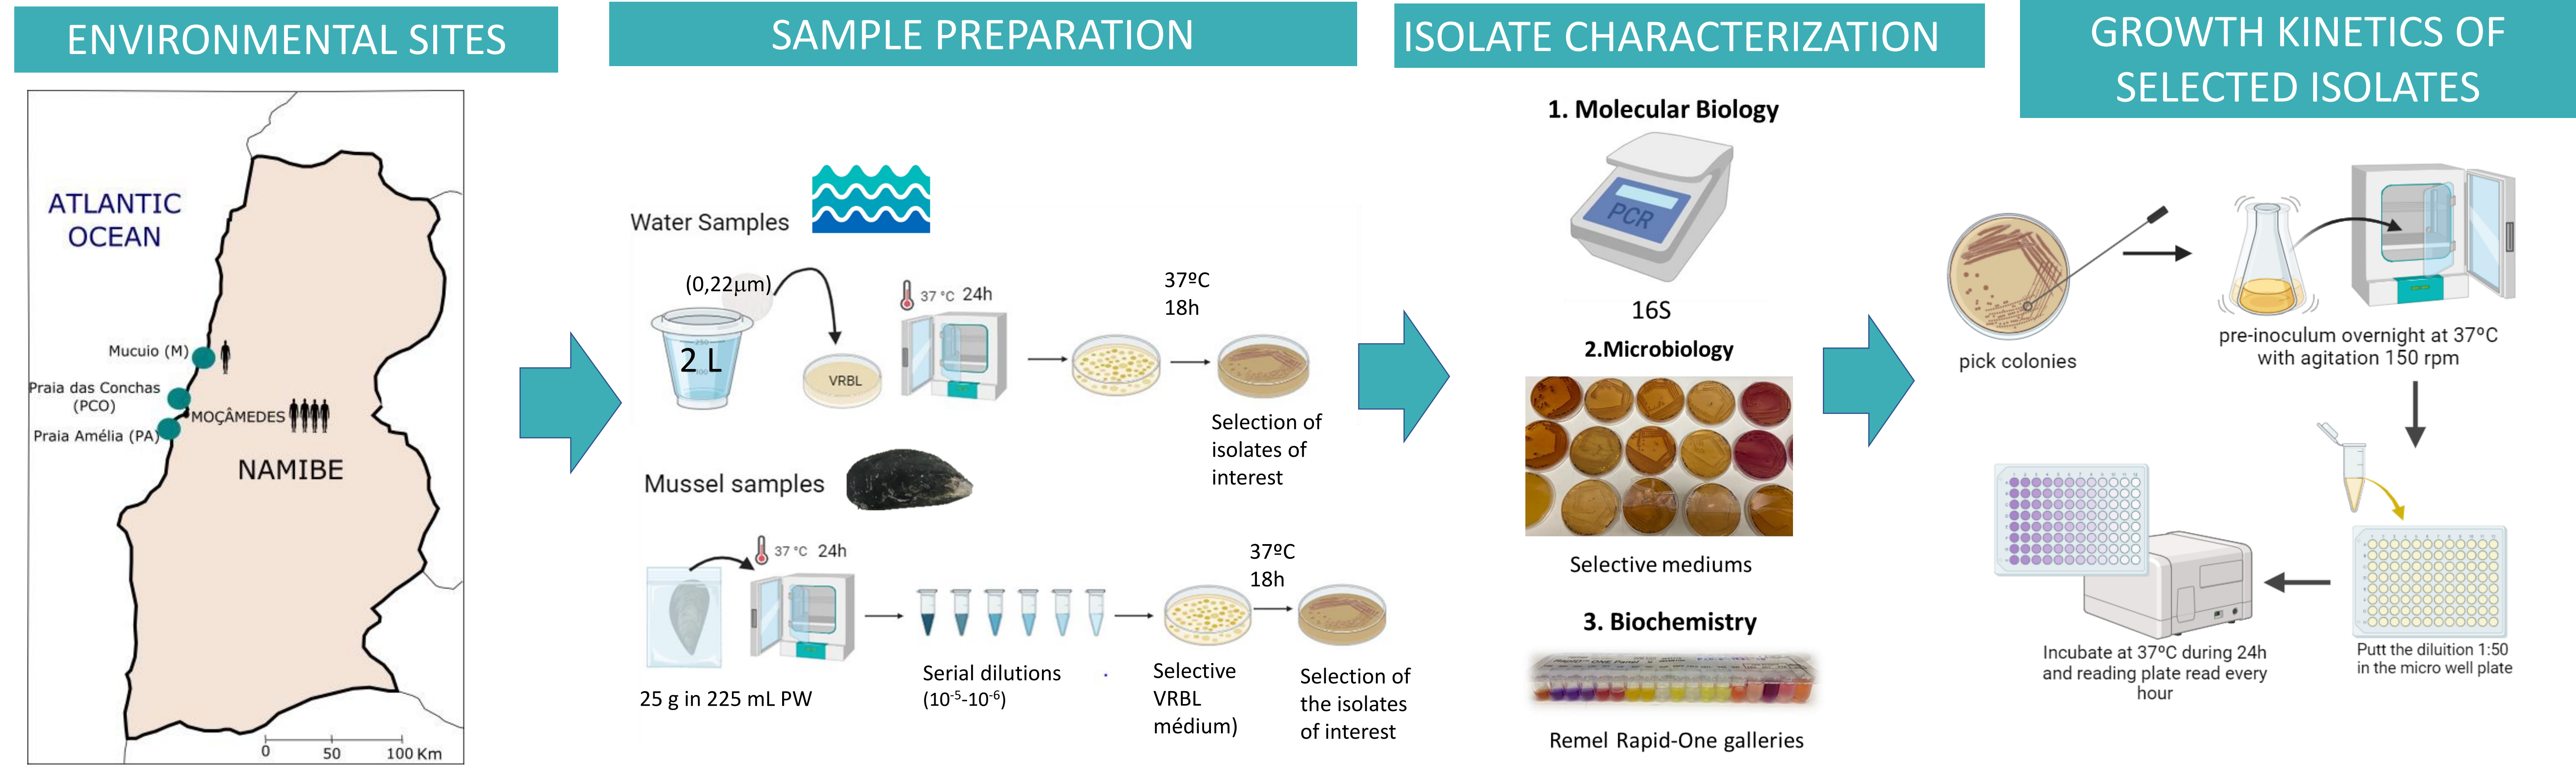 ENVIRONMENTAL SITES
ATLANTIC
OCEAN
Mucuio (M)
Praia das Conchas
(PCO)
MOÇÂMEDES
Praia Amélia (PA)
NAMIBE
0 50 100 Km
SAMPLE PREPARATION
Water Samples
(0,22µm)
2 L
VRBL
37 °C 24h
37ºC
18h
Selection of
isolates of
interest
Mussel samples
37 °C 24h
25 g in 225 mL PW
Serial dilutions
(10⁻⁵-10⁻⁶)
37ºC
18h
Selective
VRBL
médium)
Selection of
the isolates
of interest
ISOLATE CHARACTERIZATION
1. Molecular Biology
PCR
16S
2.Microbiology
Selective mediums
3. Biochemistry
Remel Rapid-One galleries
GROWTH KINETICS OF
SELECTED ISOLATES
pick colonies
pre-inoculum overnight at 37ºC
with agitation 150 rpm
Putt the diluition 1:50
in the micro well plate
Incubate at 37ºC during 24h
and reading plate read every
hour